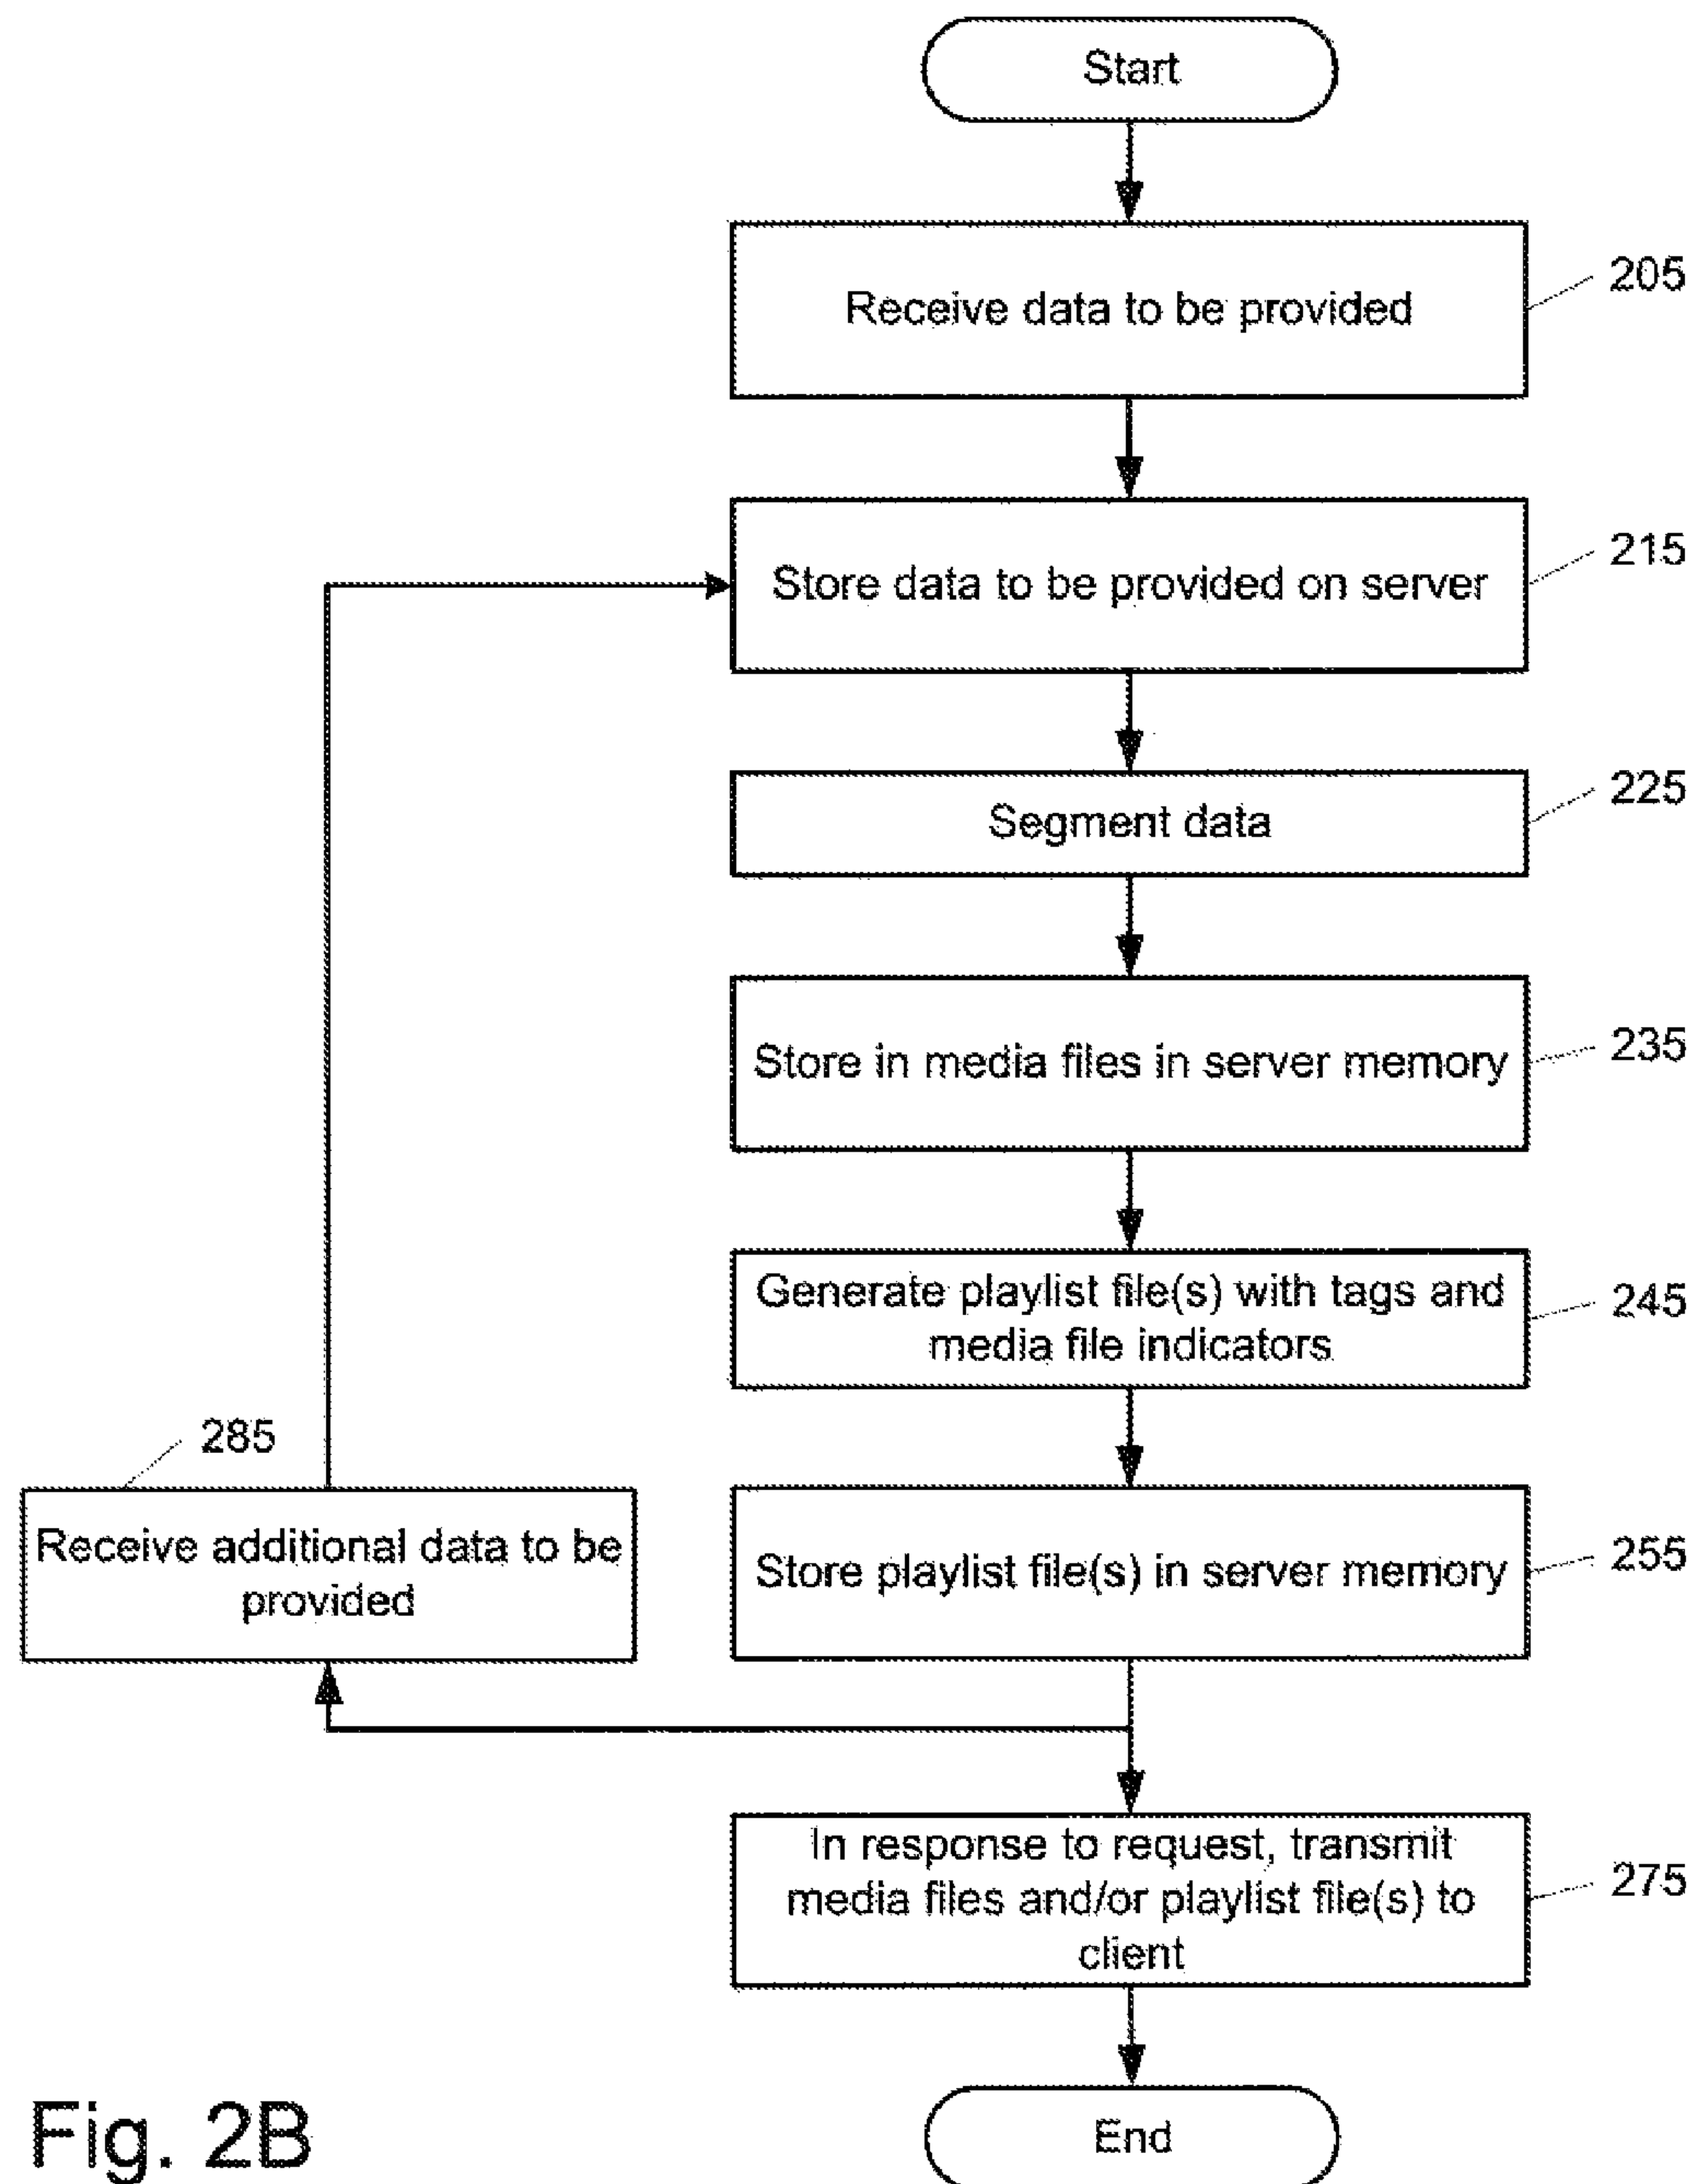 Start
Receive data to be provided
205
Store data to be provided on server
215
Segment data
225
Store in media files in server memory
235
Generate playlist file(s) with tags and
media file indicators
245
285
Receive additional data to be
provided
Store playlist file(s) in server memory
255
In response to request, transmit
media files and/or playlist file(s) to
client
275
End
Fig. 2B